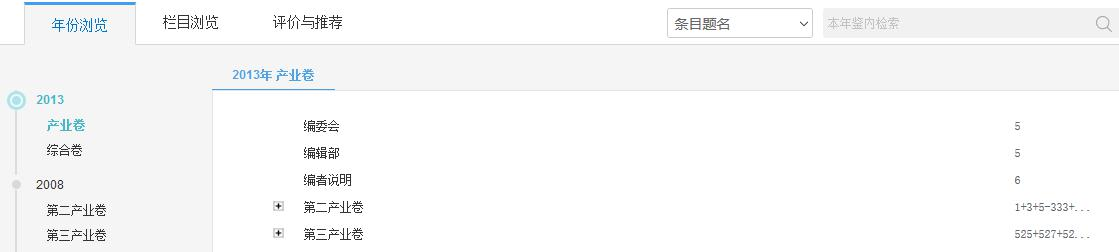 年份浏览 栏目浏览 评价与推荐 条目题名 本年鉴内检索
2013年 产业卷
2013
产业卷
综合卷
2008
第二产业卷
第三产业卷
编委会 5
编辑部 5
编者说明 6
第二产业卷 1+3+5-333+...
第三产业卷 525+527+52...